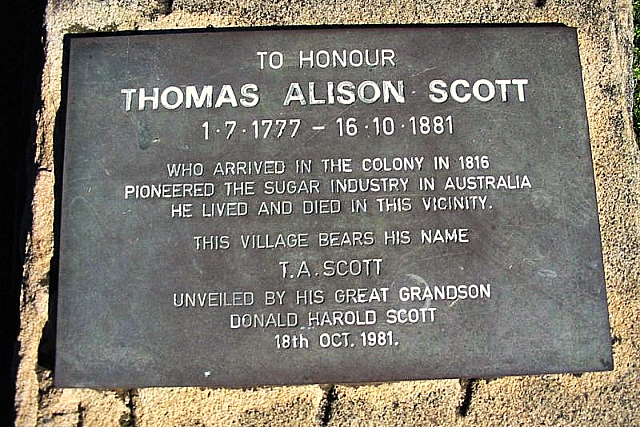 TO HONOUR
THOMAS ALISON SCOTT
1·7·1777 – 16·10·1881
WHO ARRIVED IN THE COLONY IN 1816
PIONEERED THE SUGAR INDUSTRY IN AUSTRALIA
HE LIVED AND DIED IN THIS VICINITY.
THIS VILLAGE BEARS HIS NAME
T.A.SCOTT
UNVEILED BY HIS GREAT GRANDSON
DONALD HAROLD SCOTT
18th OCT. 1981.